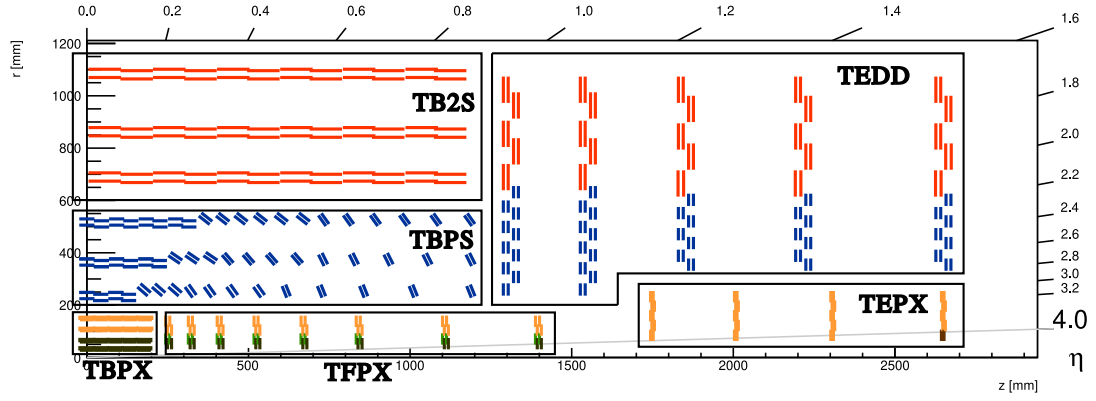 0.0 0.2 0.4 0.6 0.8 1.0 1.2 1.4 1.6
r [mm]
1200
1000
800
600
400
200
0
TB2S
TEDD
TBPS
TEPX
TBPX
TFPX
1.8
2.0
2.2
2.4
2.6
2.8
3.0
3.2
4.0
η
500 1000 1500 2000 2500
z [mm]